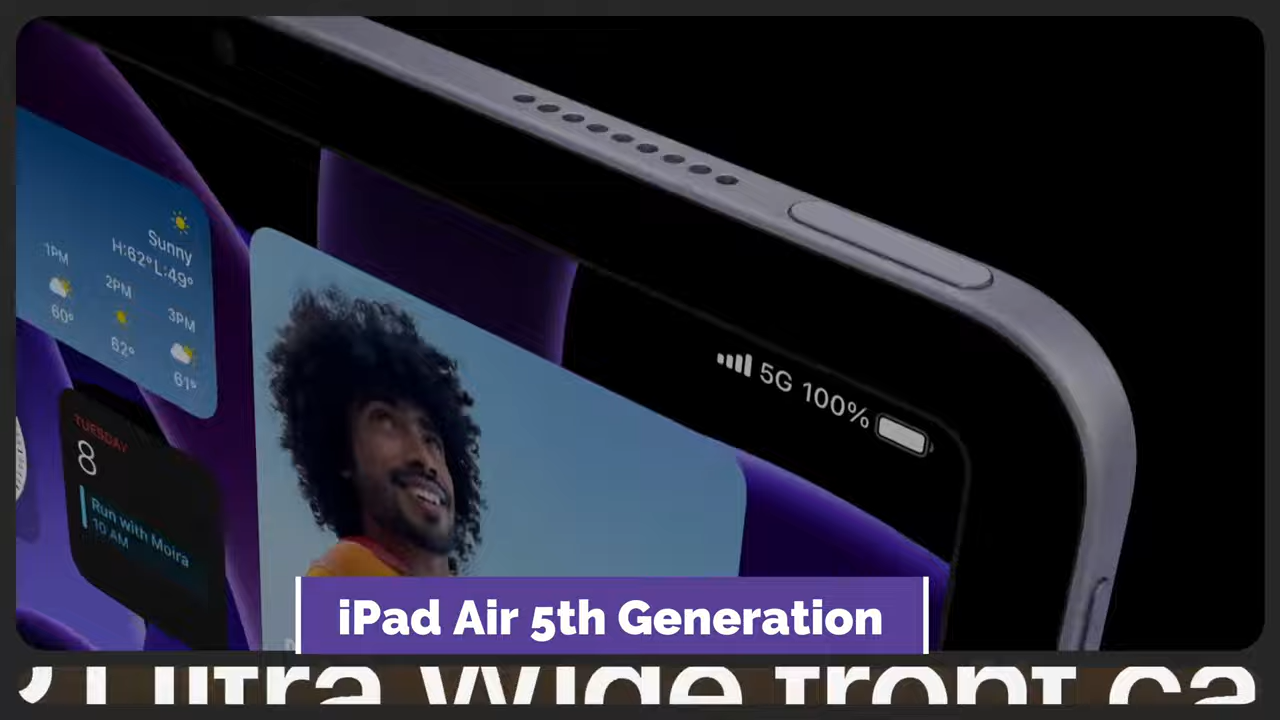 Sunny
H:62° L:49°
1PM
2PM
3PM
60°
62°
61°
TUESDAY
8
Run with Moira
10 AM
5G 100%
iPad Air 5th Generation
Ultra Wide front ca